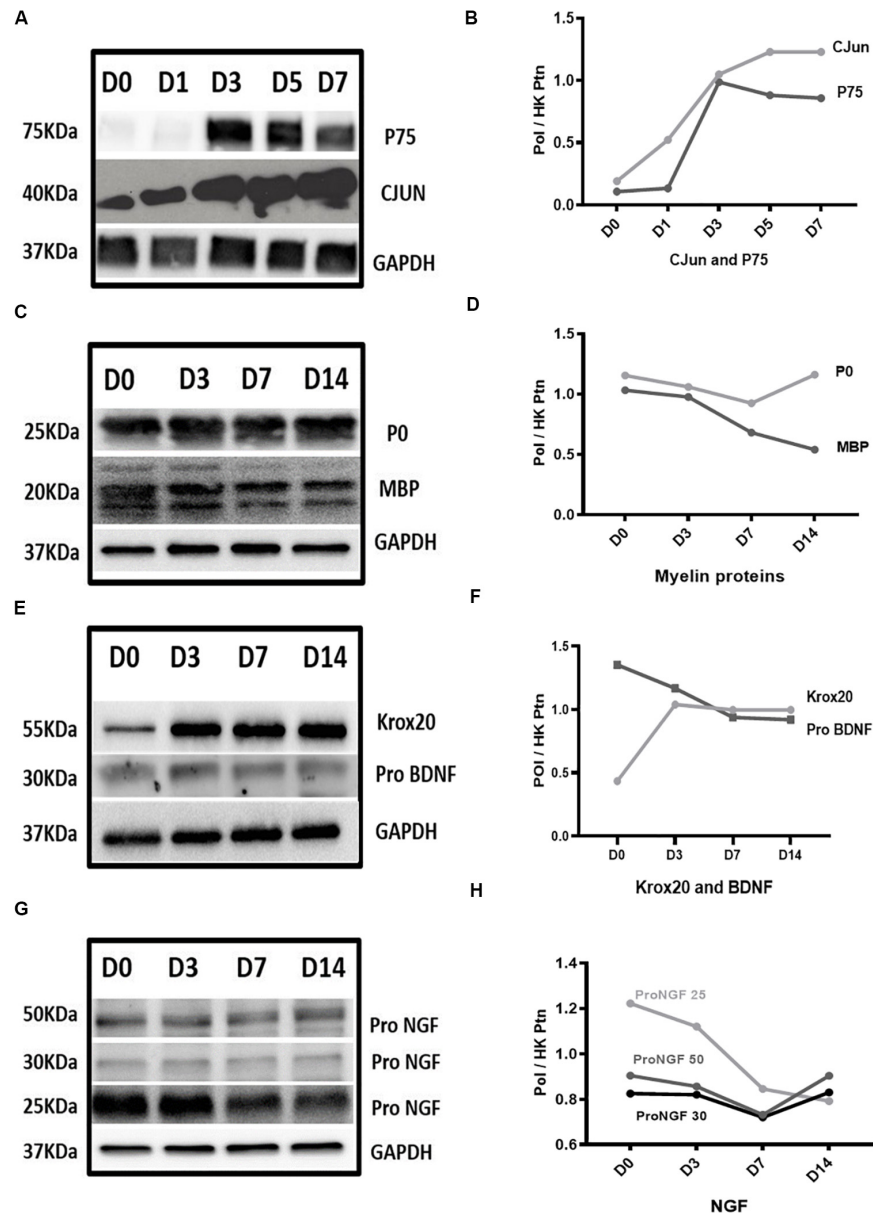 A
D0 D1 D3 D5 D7
75KDa P75
40KDa CJUN
37KDa GAPDH
B
Pol / HK Ptn
1.5
1.0
0.5
0.0
CJun
P75
D0 D1 D3 D5 D7
CJun and P75
C
D0 D3 D7 D14
25KDa P0
20KDa MBP
37KDa GAPDH
D
Pol / HK Ptn
1.5
1.0
0.5
0.0
P0
MBP
D0 D3 D7 D14
Myelin proteins
E
D0 D3 D7 D14
55KDa Krox20
30KDa Pro BDNF
37KDa GAPDH
F
POl / HK Ptn
1.5
1.0
0.5
0.0
Krox20
Pro BDNF
D0 D3 D7 D14
Krox20 and BDNF
G
D0 D3 D7 D14
50KDa Pro NGF
30KDa Pro NGF
25KDa Pro NGF
37KDa GAPDH
H
Pol / HK Ptn
1.4
1.2
1.0
0.8
0.6
ProNGF 25
ProNGF 50
ProNGF 30
D0 D3 D7 D14
NGF